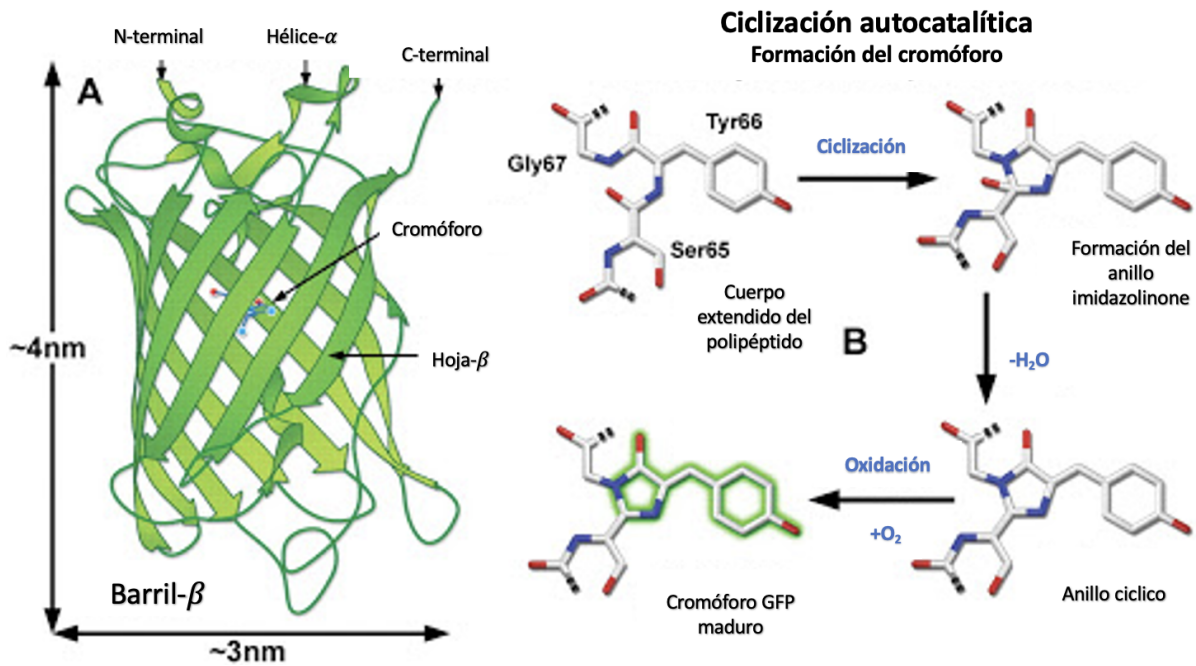 A
N-terminal
Hélice-α
C-terminal
Cromóforo
Hoja-β
~4nm
Barril-β
~3nm
Ciclización autocatalítica
Formación del cromóforo
B
Tyr66
Gly67
Ser65
Cuerpo
extendido del
polipéptido
Ciclización
Formación del
anillo
imidazolinone
-H₂O
Anillo ciclico
Oxidación
+O₂
Cromóforo GFP
maduro